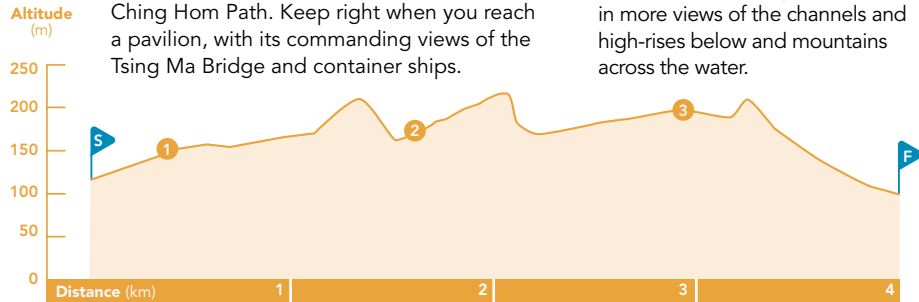 Ching Hom Path. Keep right when you reach
a pavilion, with its commanding views of the
Tsing Ma Bridge and container ships.
in more views of the channels and
high-rises below and mountains
across the water.
Altitude
(m)
250
200
150
100
50
0
S
1
2
3
F
Distance (km)
1
2
3
4